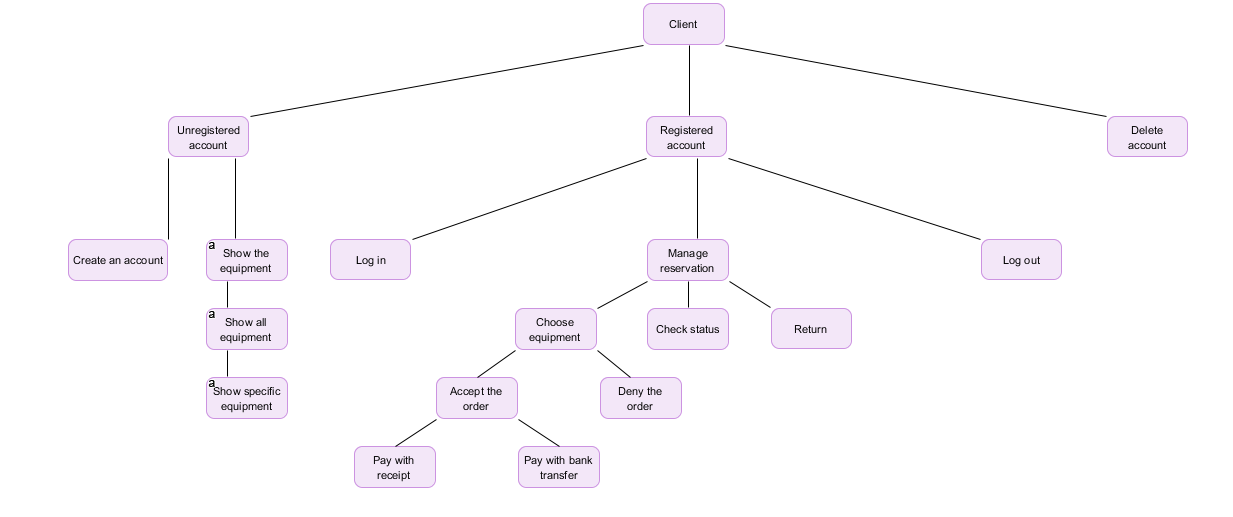 Client
Unregistered
account
Registered
account
Delete
account
Create an account
a
Show the
equipment
Log in
Manage
reservation
Log out
a
Show all
equipment
Choose
equipment
Check status
Return
a
Show specific
equipment
Accept the
order
Deny the
order
Pay with
receipt
Pay with bank
transfer